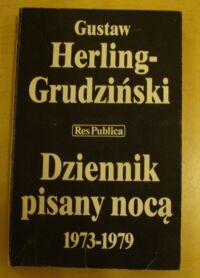 Gustaw
Herling-
Grudziński
Res Publica
Dziennik
pisany nocą
1973-1979